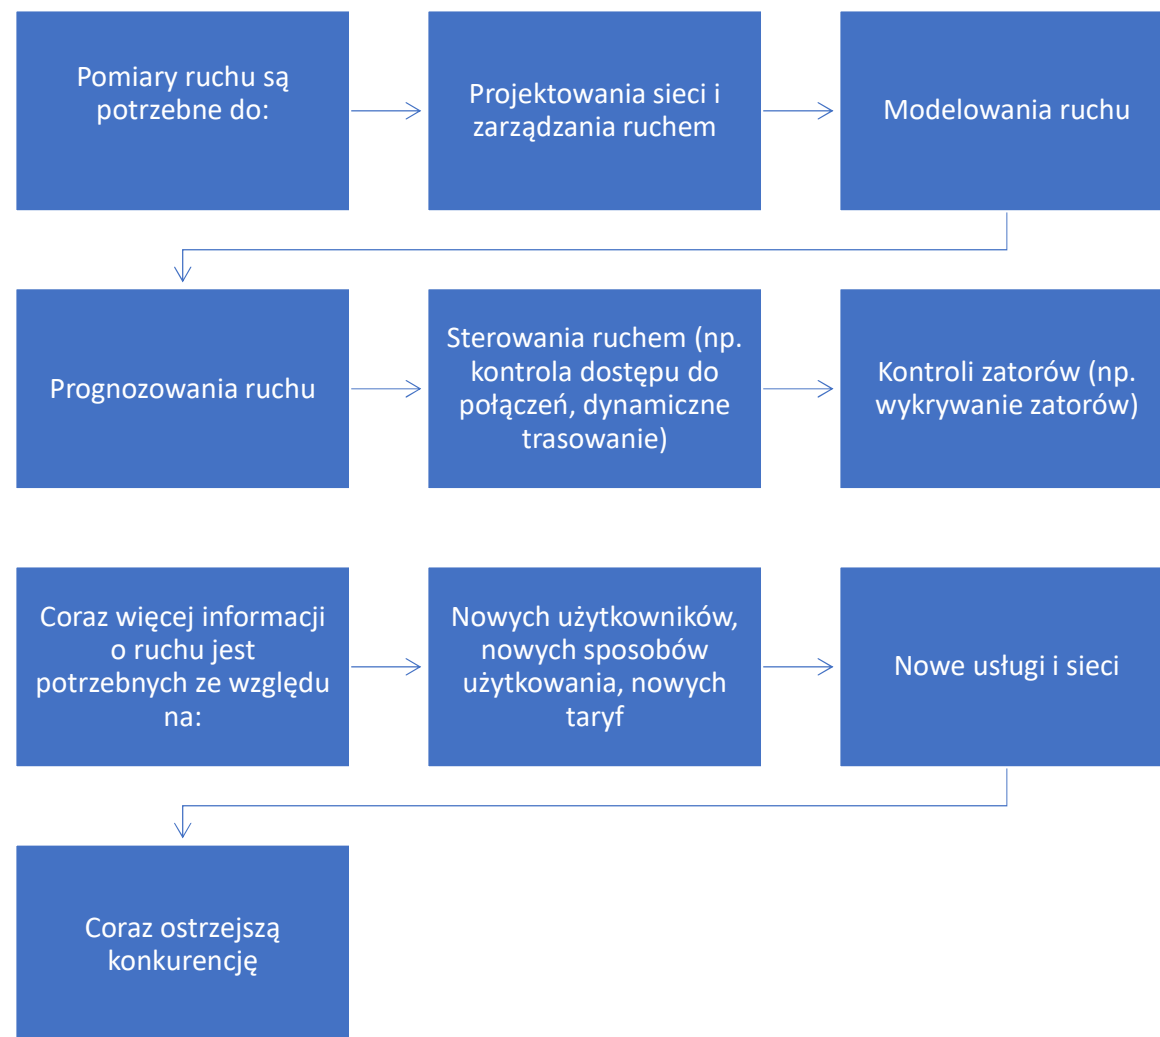 Pomiary ruchu są
potrzebne do:
Projektowania sieci i
zarządzania ruchem
Modelowania ruchu
Prognozowania ruchu
Sterowania ruchem (np.
kontrola dostępu do
połączeń, dynamiczne
trasowanie)
Kontroli zatorów (np.
wykrywanie zatorów)
Coraz więcej informacji
o ruchu jest
potrzebnych ze względu
na:
Nowych użytkowników,
nowych sposobów
użytkowania, nowych
taryf
Nowe usługi i sieci
Coraz ostrzejszą
konkurencję